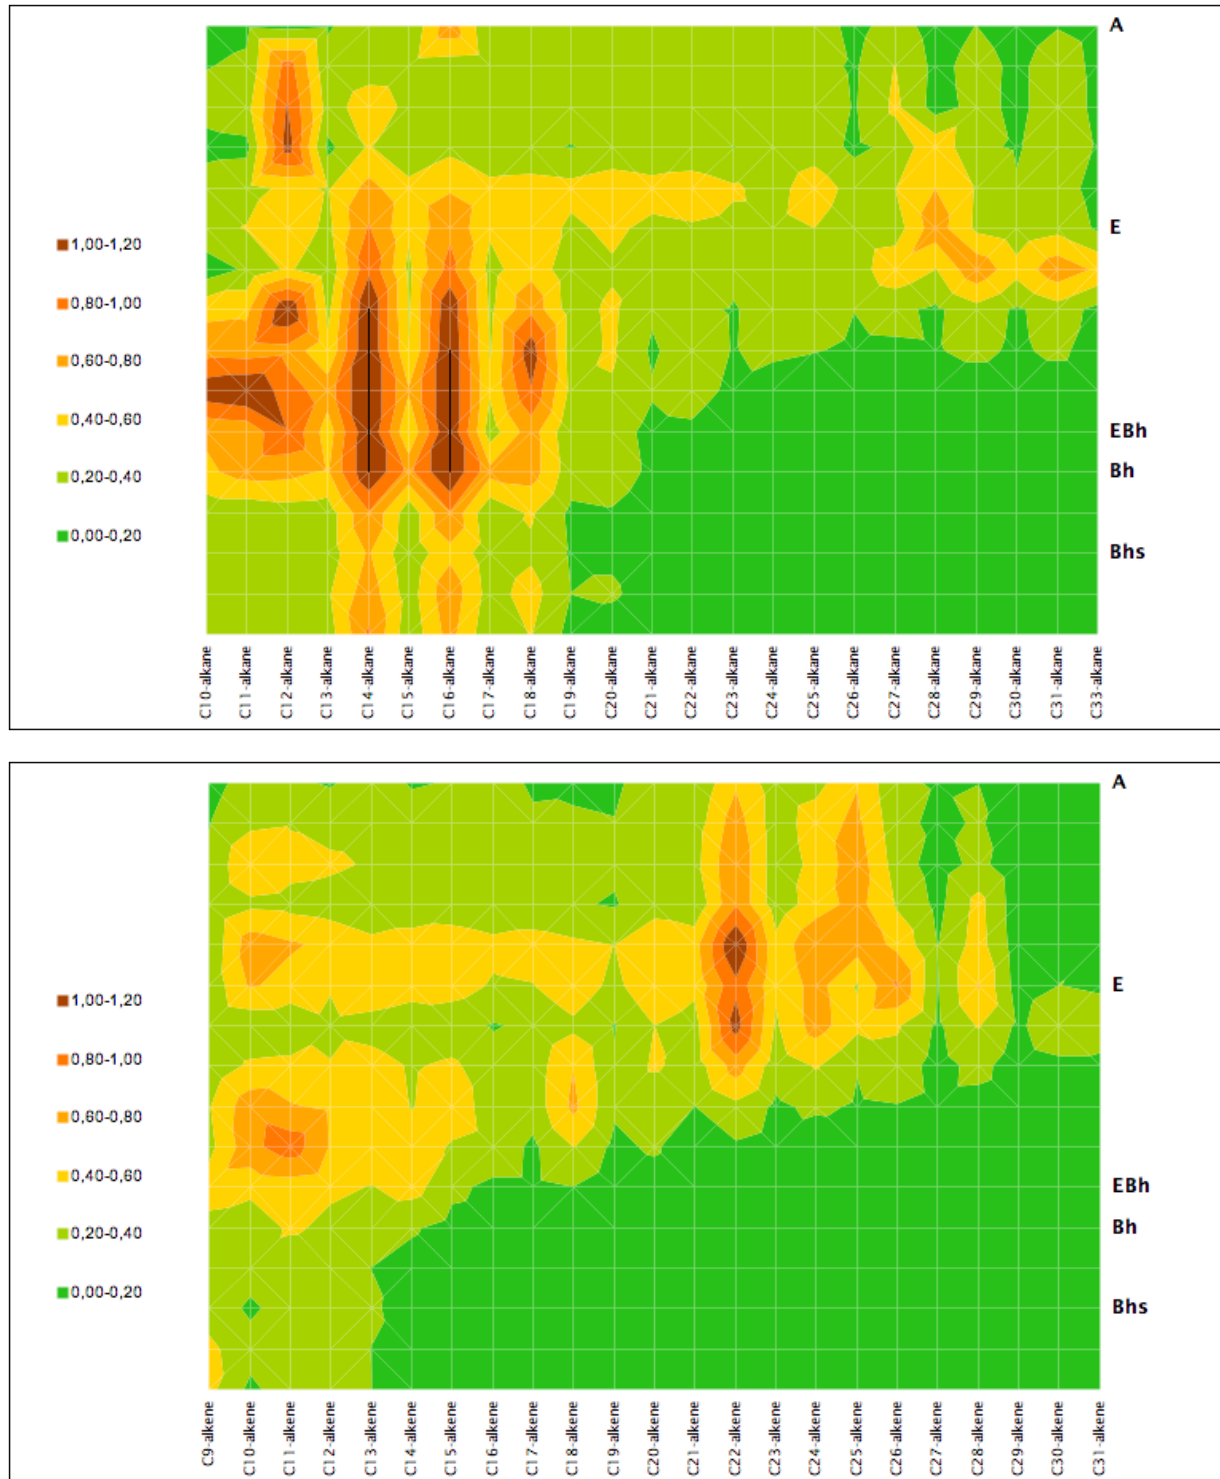 A
E
1,00-1,20
0,80-1,00
0,60-0,80
0,40-0,60
EBh
Bh
0,20-0,40
0,00-0,20
Bhs
C10-alkane
C11-alkane
C12-alkane
C13-alkane
C14-alkane
C15-alkane
C16-alkane
C17-alkane
C18-alkane
C19-alkane
C20-alkane
C21-alkane
C22-alkane
C23-alkane
C24-alkane
C25-alkane
C26-alkane
C27-alkane
C28-alkane
C29-alkane
C30-alkane
C31-alkane
C33-alkane
A
E
1,00-1,20
0,80-1,00
0,60-0,80
0,40-0,60
EBh
Bh
0,20-0,40
0,00-0,20
Bhs
C9-alkene
C10-alkene
C11-alkene
C12-alkene
C13-alkene
C14-alkene
C15-alkene
C16-alkene
C17-alkene
C18-alkene
C19-alkene
C20-alkene
C21-alkene
C22-alkene
C23-alkene
C24-alkene
C25-alkene
C26-alkene
C27-alkene
C28-alkene
C29-alkene
C30-alkene
C31-alkene